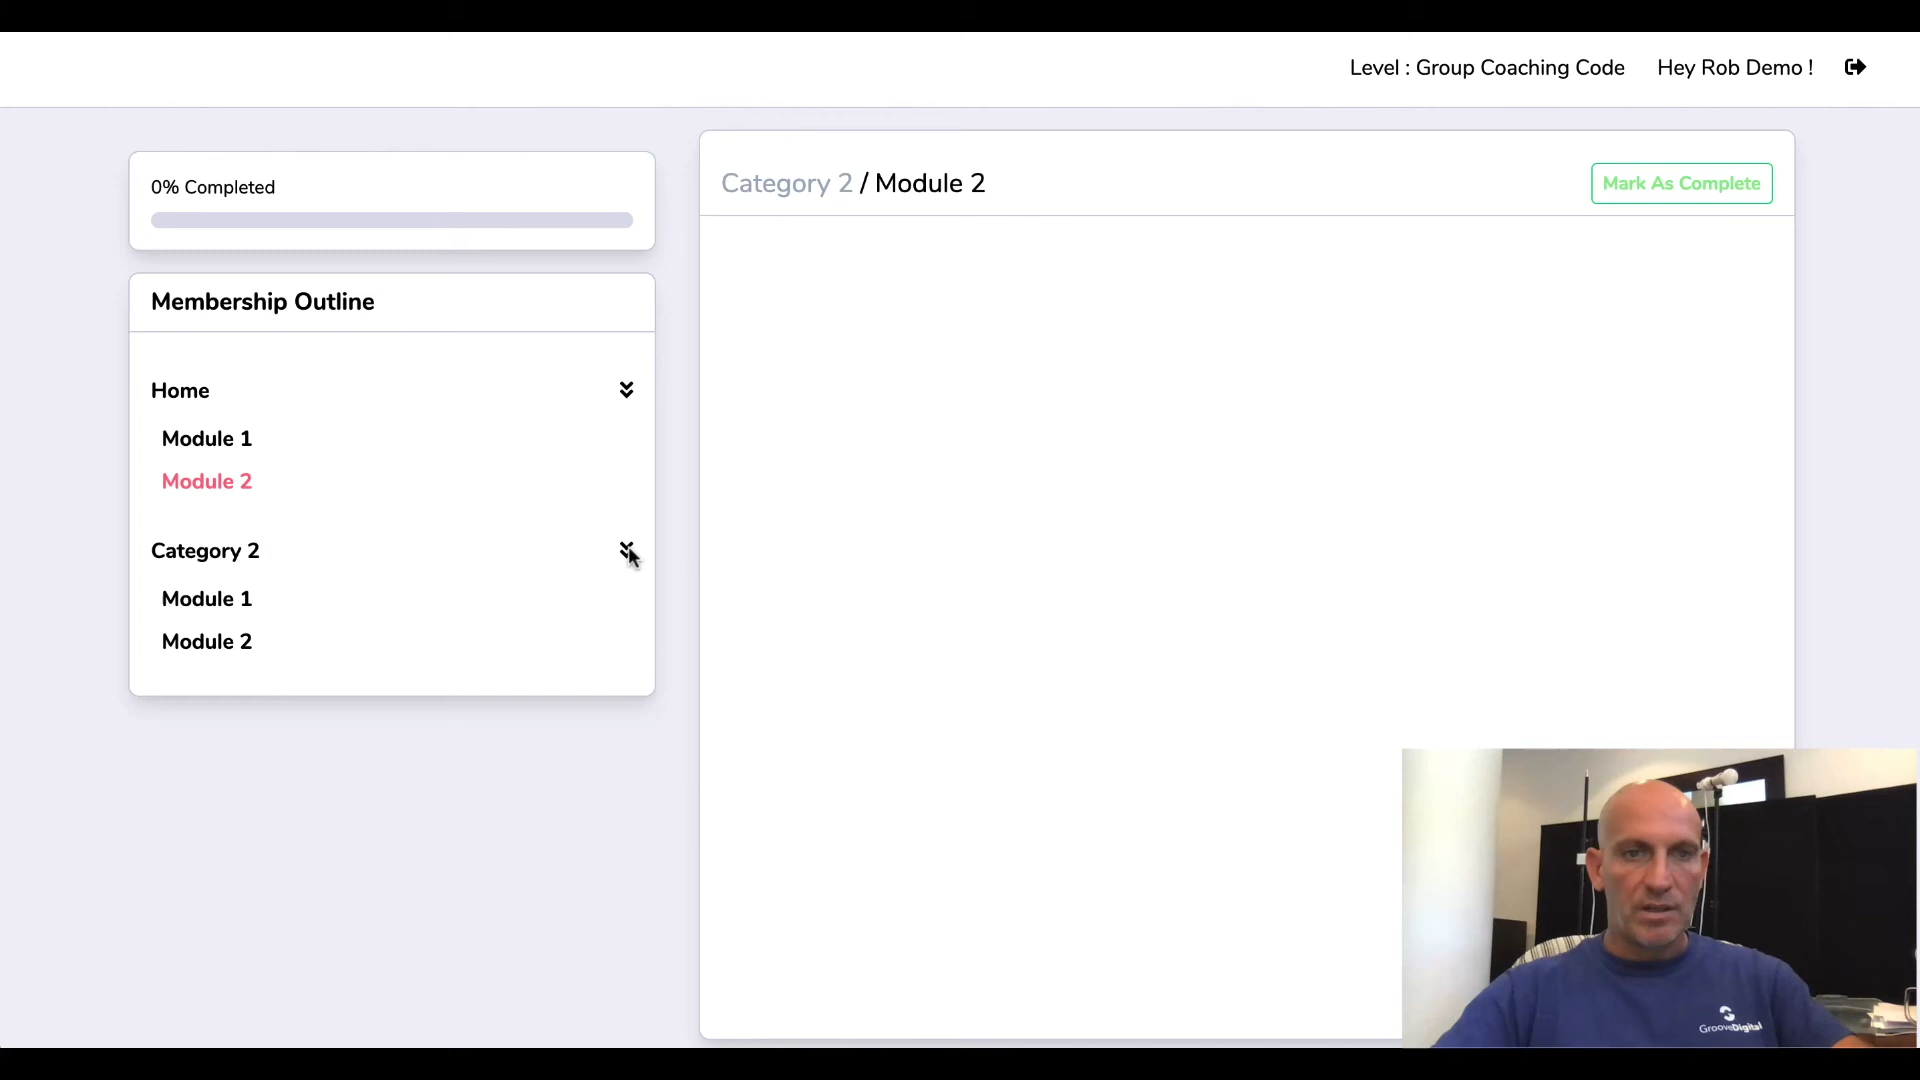 Level : Group Coaching Code Hey Rob Demo !
0% Completed
Category 2 / Module 2
Mark As Complete
Membership Outline
Home
Module 1
Module 2
Category 2
Module 1
Module 2
GrooveDigital